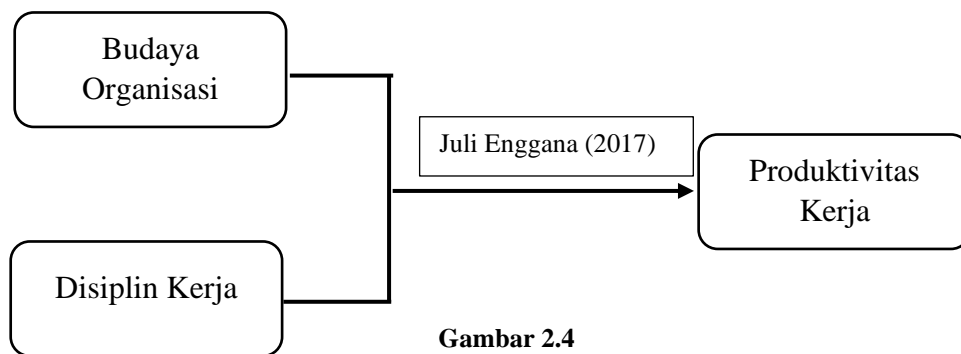 Budaya
Organisasi
Juli Enggana (2017)
Produktivitas
Kerja
Disiplin Kerja
Gambar 2.4